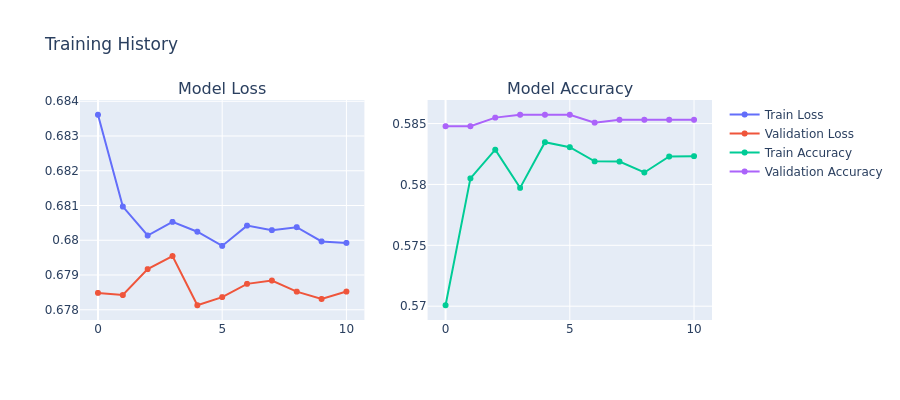 Training History
Model Loss
Model Accuracy
0.684
0.683
0.682
0.681
0.68
0.679
0.678
0
5
10
0.585
0.58
0.575
0.57
0
5
10
Train Loss
Validation Loss
Train Accuracy
Validation Accuracy